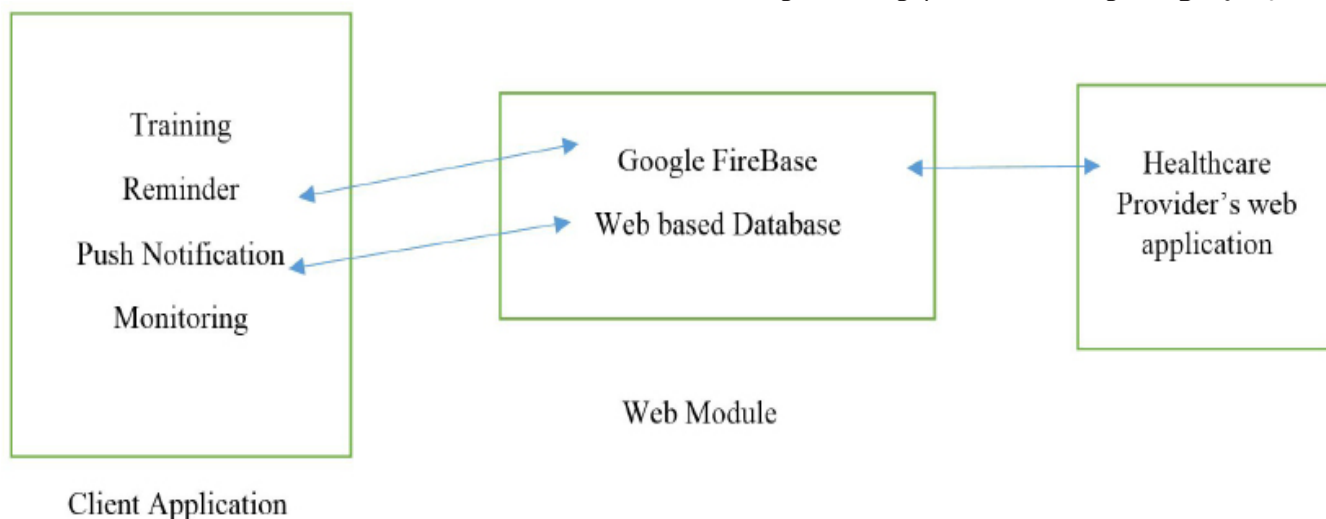 Training
Reminder
Push Notification
Monitoring
Client Application
Google FireBase
Web based Database
Web Module
Healthcare
Provider’s web
application